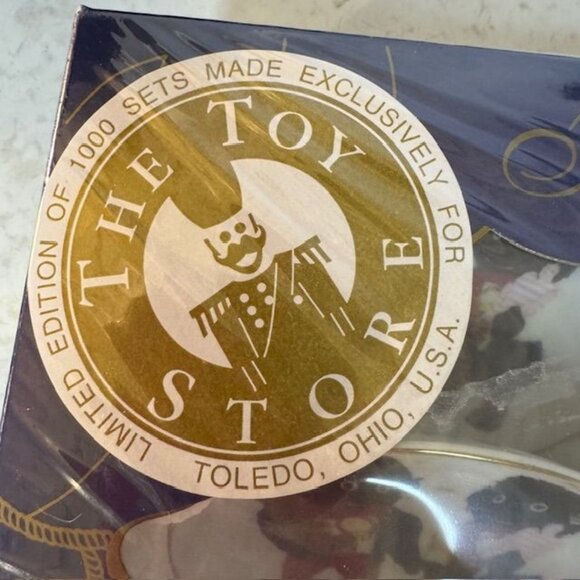 LIMITED EDITION OF 1000 SETS MADE EXCLUSIVELY FOR
THE TOY
STORE
TOLEDO, OHIO, U.S.A.